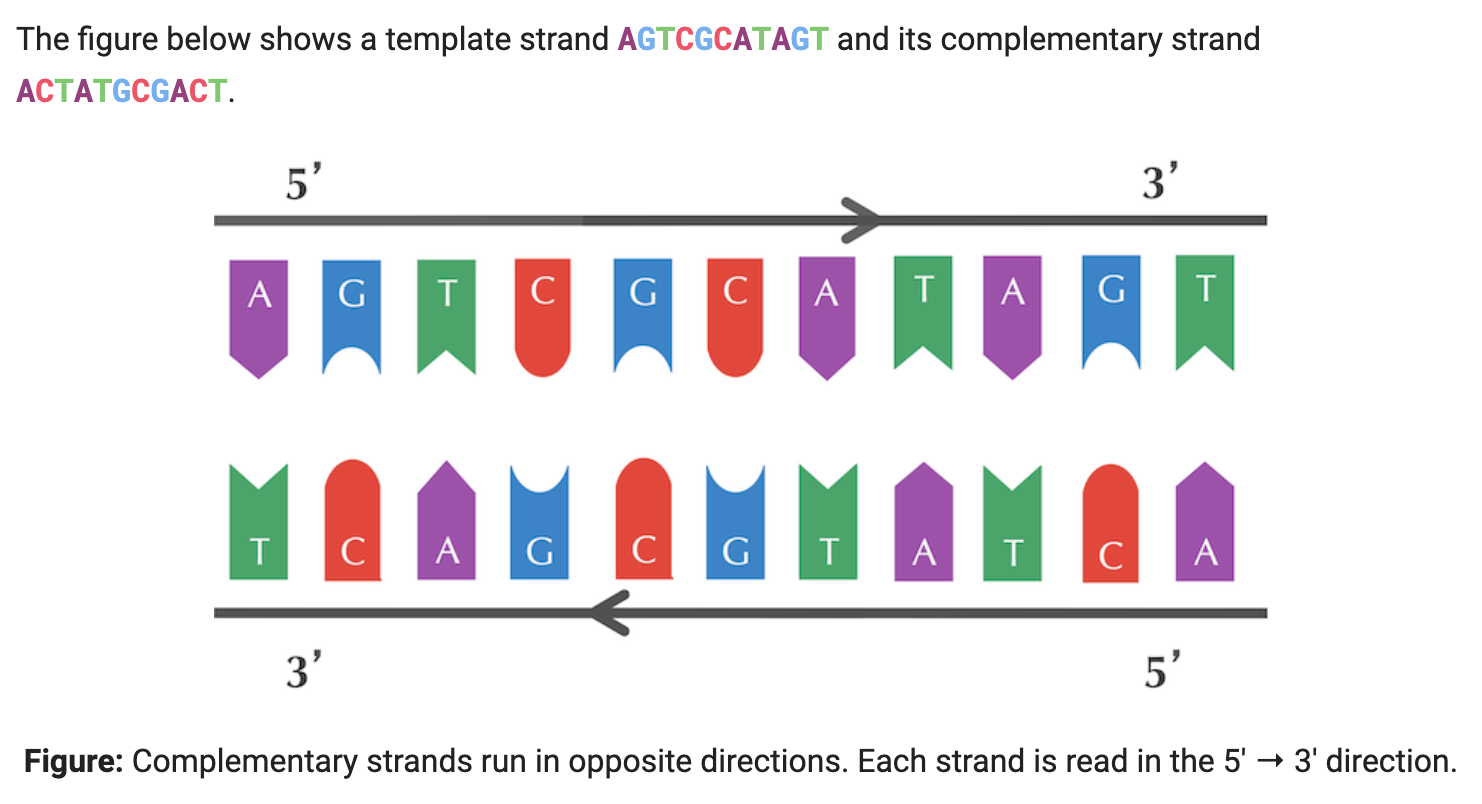 The figure below shows a template strand AGTCGCATAGT and its complementary strand
ACTATGCGACT.
5’ 3’
A G T C G C A T A G T
T C A G C G T A T C A
3’ 5’
Figure: Complementary strands run in opposite directions. Each strand is read in the 5' → 3' direction.